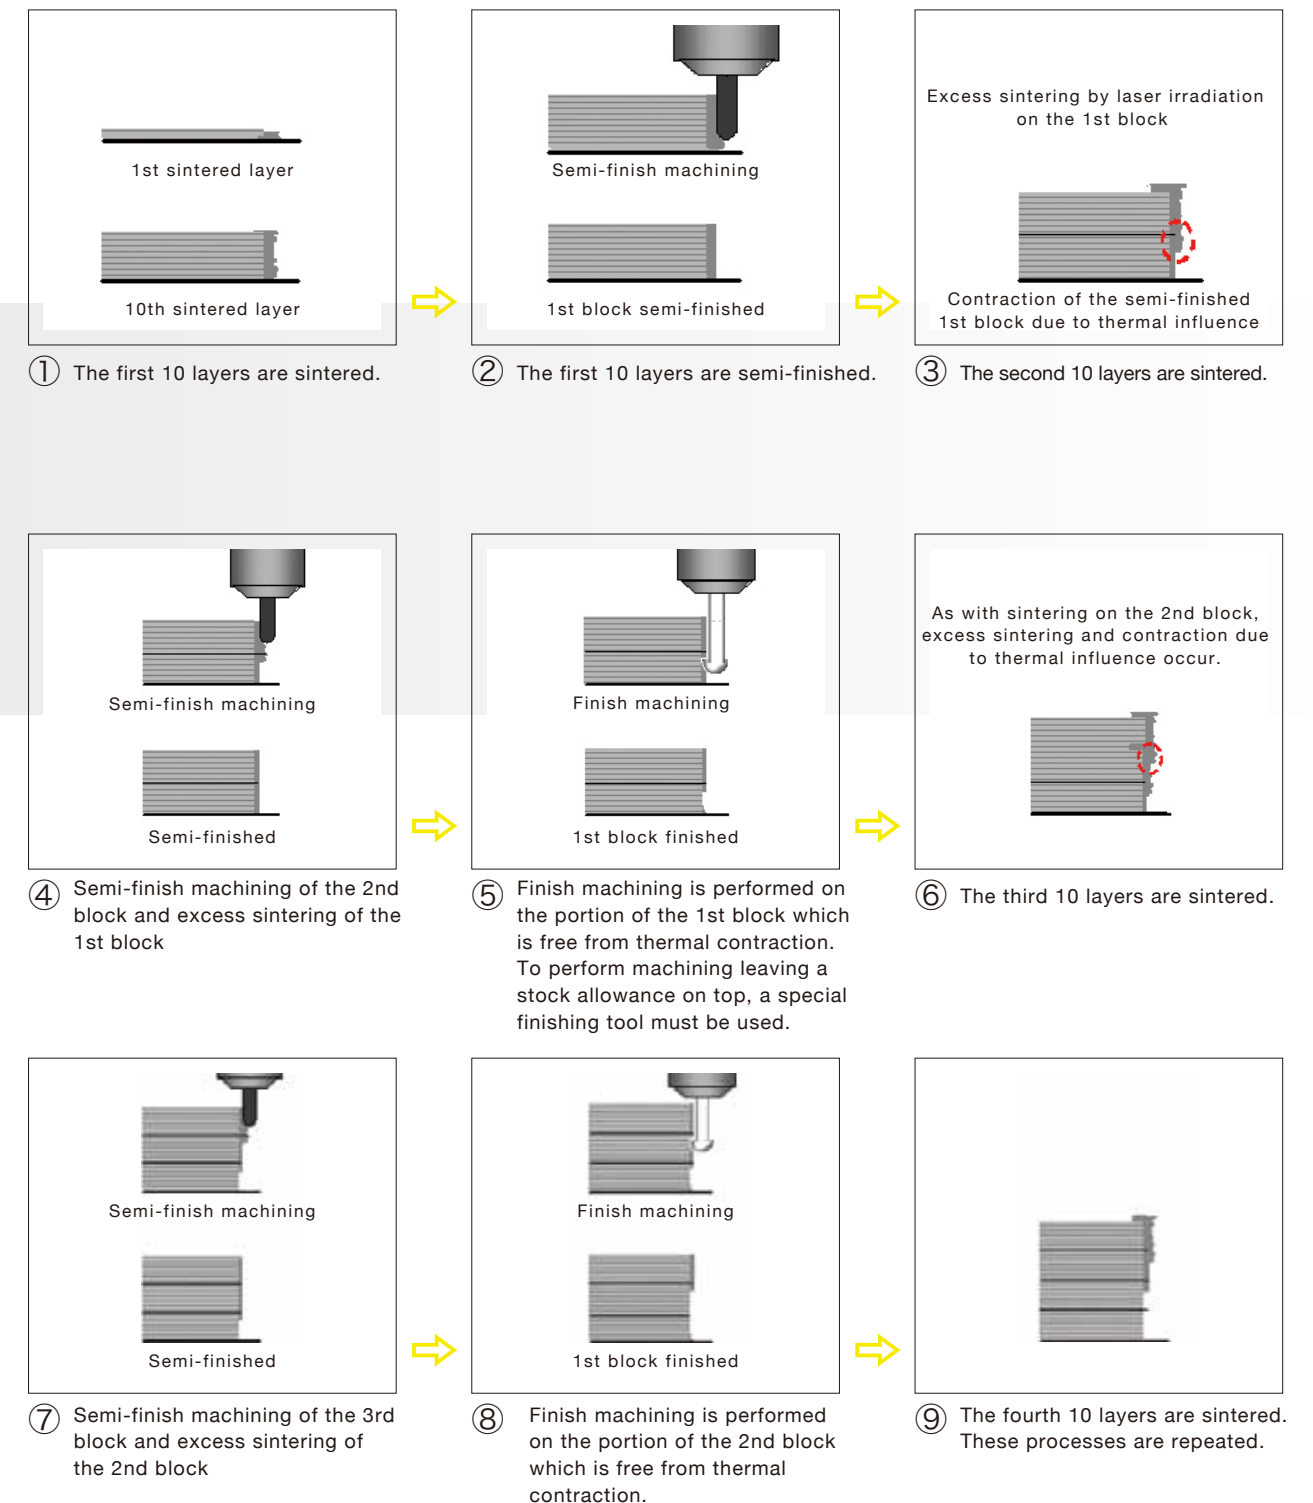 1st sintered layer
10th sintered layer
① The first 10 layers are sintered.
Semi-finish machining
1st block semi-finished
② The first 10 layers are semi-finished.
Excess sintering by laser irradiation
on the 1st block
Contraction of the semi-finished
1st block due to thermal influence
③ The second 10 layers are sintered.
Semi-finish machining
Semi-finished
④ Semi-finish machining of the 2nd
block and excess sintering of the
1st block
Finish machining
1st block finished
⑤ Finish machining is performed on
the portion of the 1st block which
is free from thermal contraction.
To perform machining leaving a
stock allowance on top, a special
finishing tool must be used.
As with sintering on the 2nd block,
excess sintering and contraction due
to thermal influence occur.
⑥ The third 10 layers are sintered.
Semi-finish machining
Semi-finished
⑦ Semi-finish machining of the 3rd
block and excess sintering of
the 2nd block
Finish machining
1st block finished
⑧ Finish machining is performed
on the portion of the 2nd block
which is free from thermal
contraction.
⑨ The fourth 10 layers are sintered.
These processes are repeated.